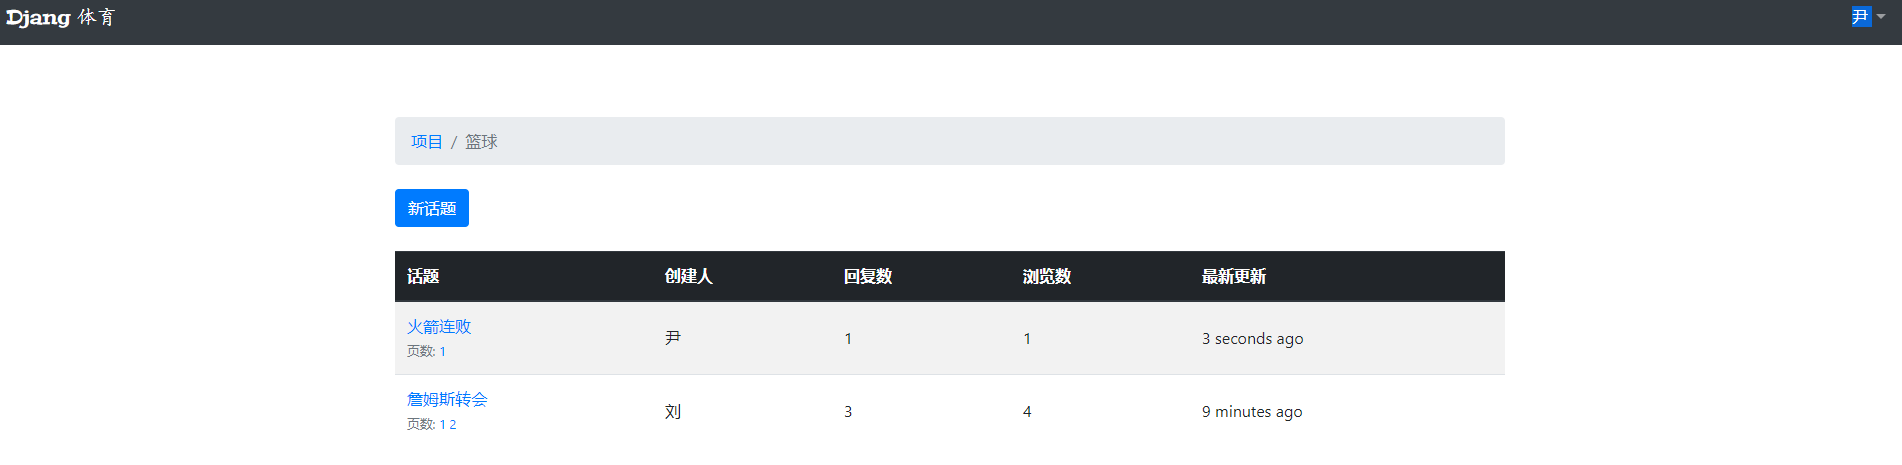 Djang 体育
尹
项目 / 篮球
新话题
话题 创建人 回复数 浏览数 最新更新
火箭连败
页数: 1
尹 1 1 3 seconds ago
詹姆斯转会
页数: 1 2
刘 3 4 9 minutes ago